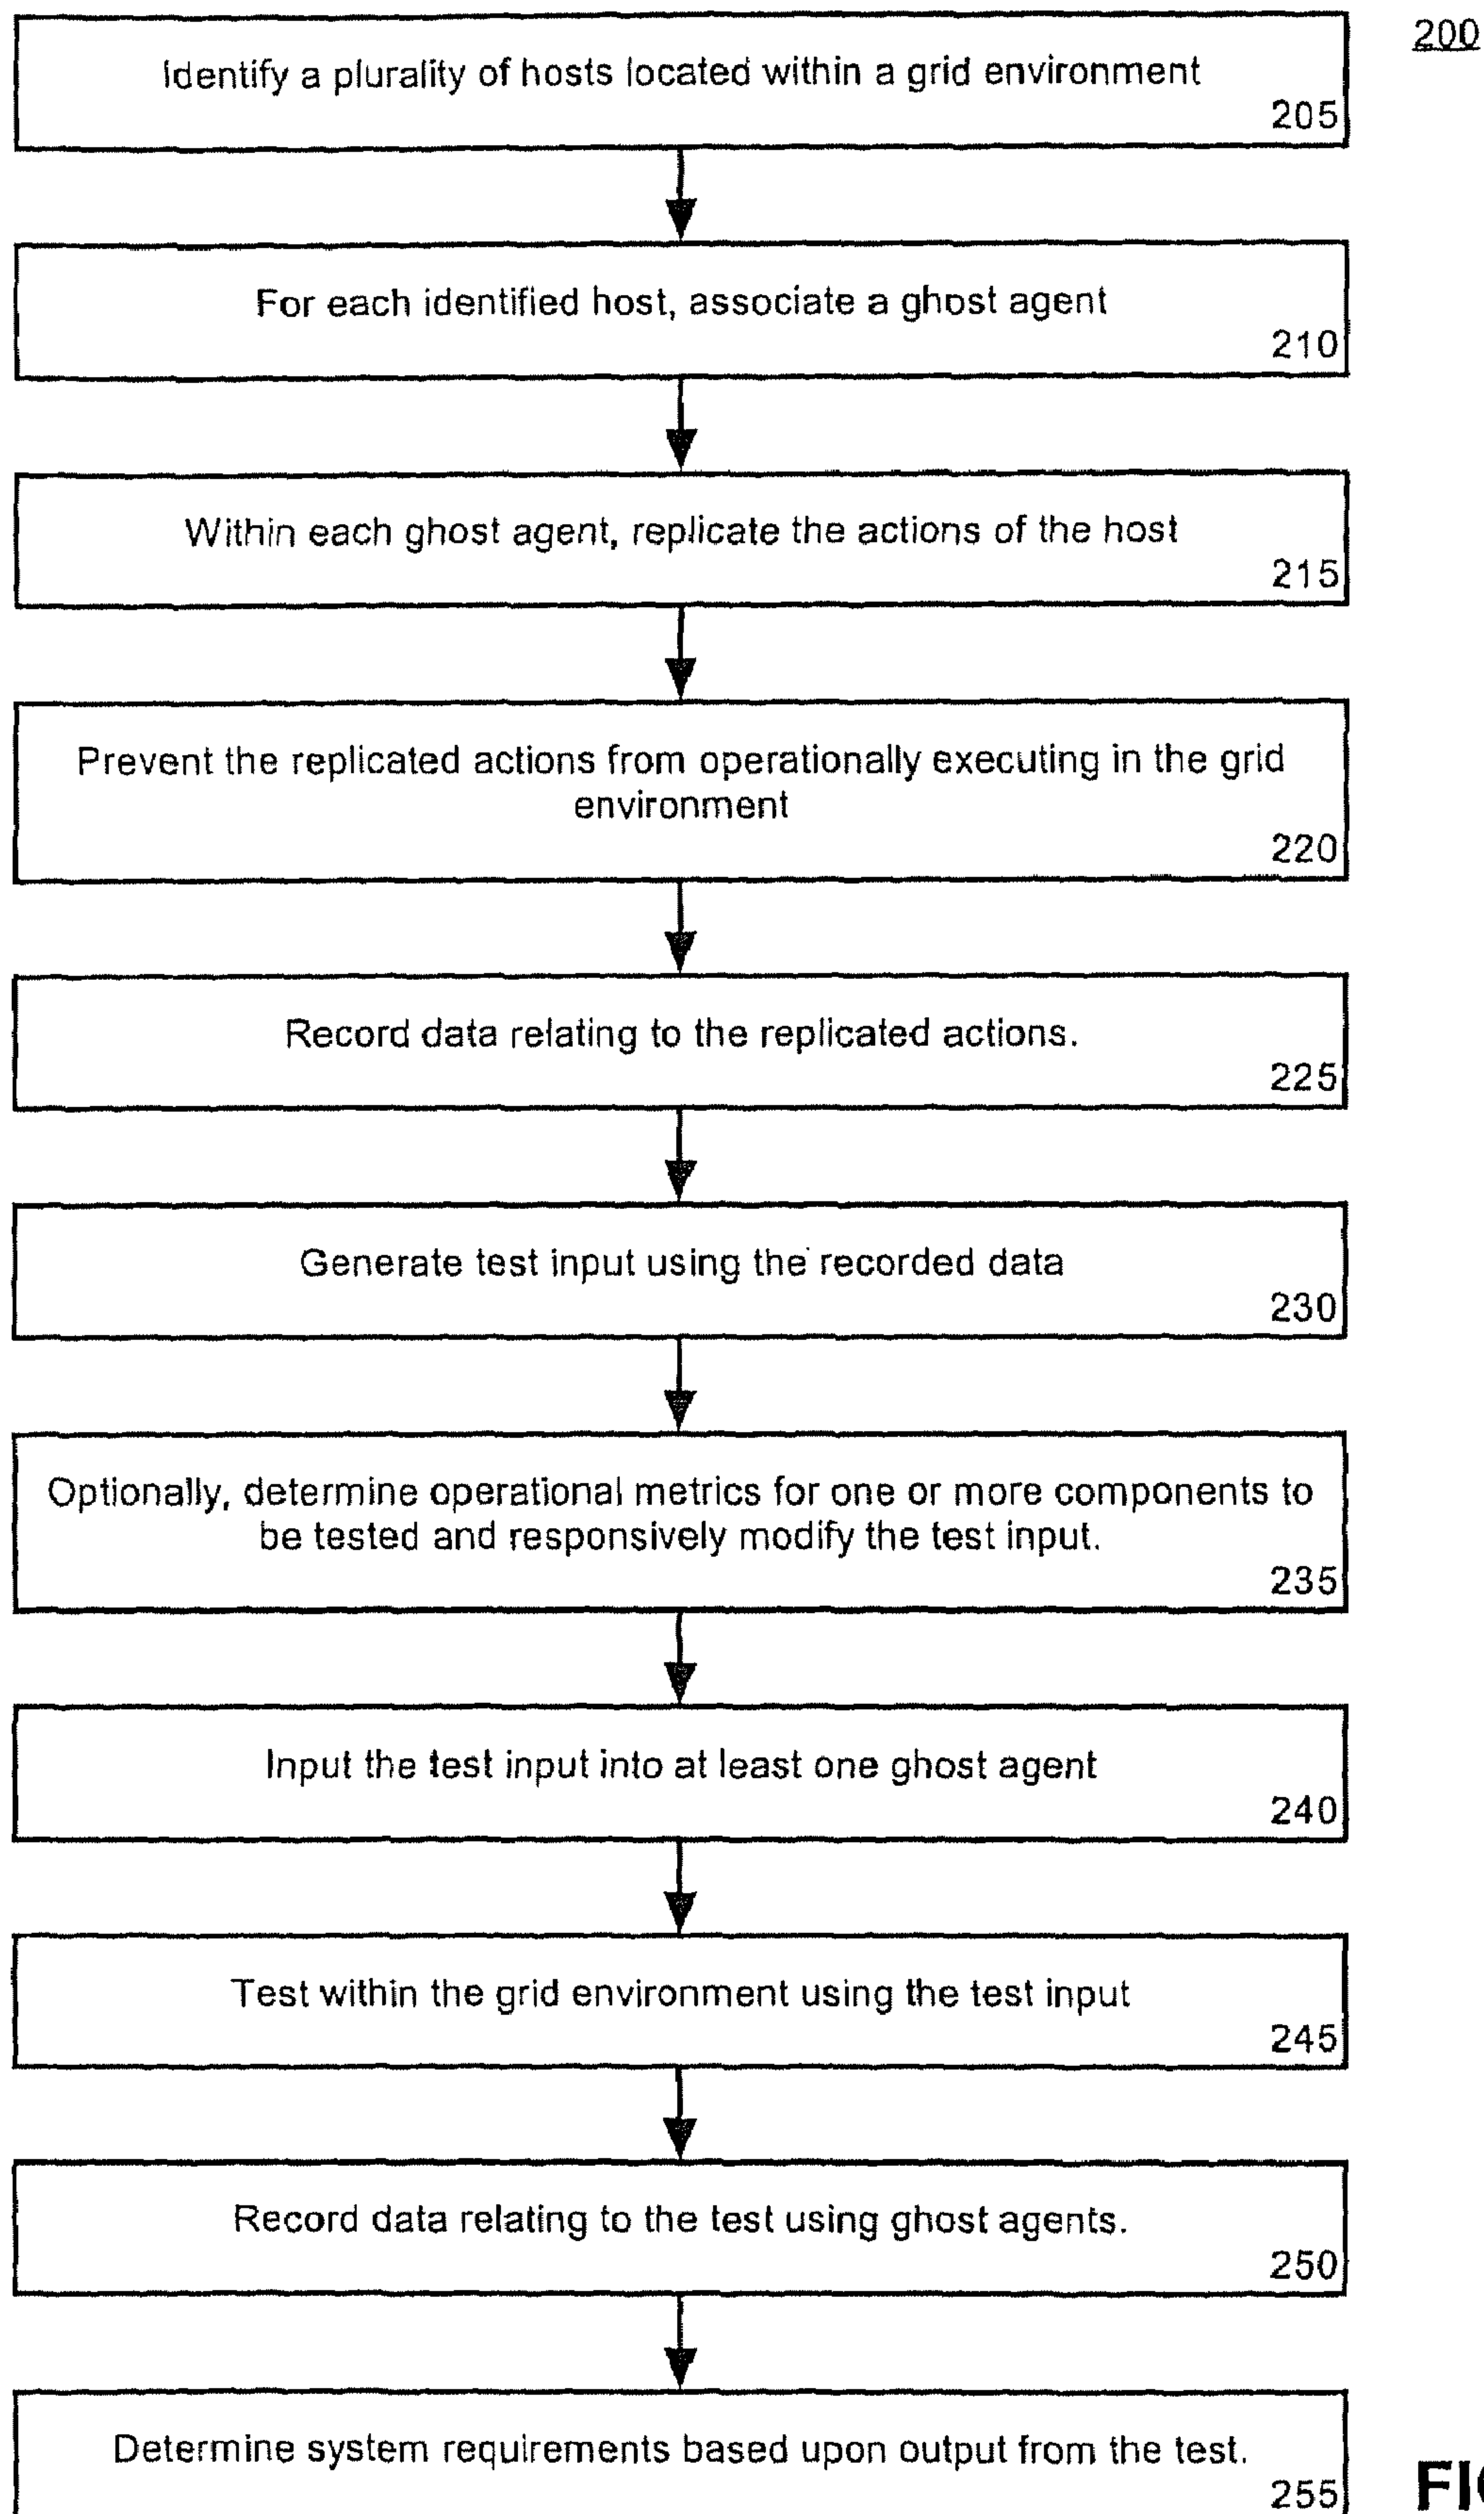 200
Identify a plurality of hosts located within a grid environment
205
For each identified host, associate a ghost agent
210
Within each ghost agent, replicate the actions of the host
215
Prevent the replicated actions from operationally executing in the grid
environment
220
Record data relating to the replicated actions.
225
Generate test input using the recorded data
230
Optionally, determine operational metrics for one or more components to
be tested and responsively modify the test input.
235
Input the test input into at least one ghost agent
240
Test within the grid environment using the test input
245
Record data relating to the test using ghost agents.
250
Determine system requirements based upon output from the test.
255